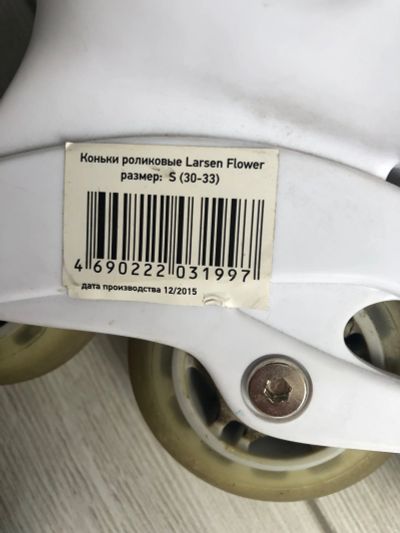 Коньки роликовые Larsen Flower
размер: S (30-33)
4 690222 031997
дата производства 12/2015